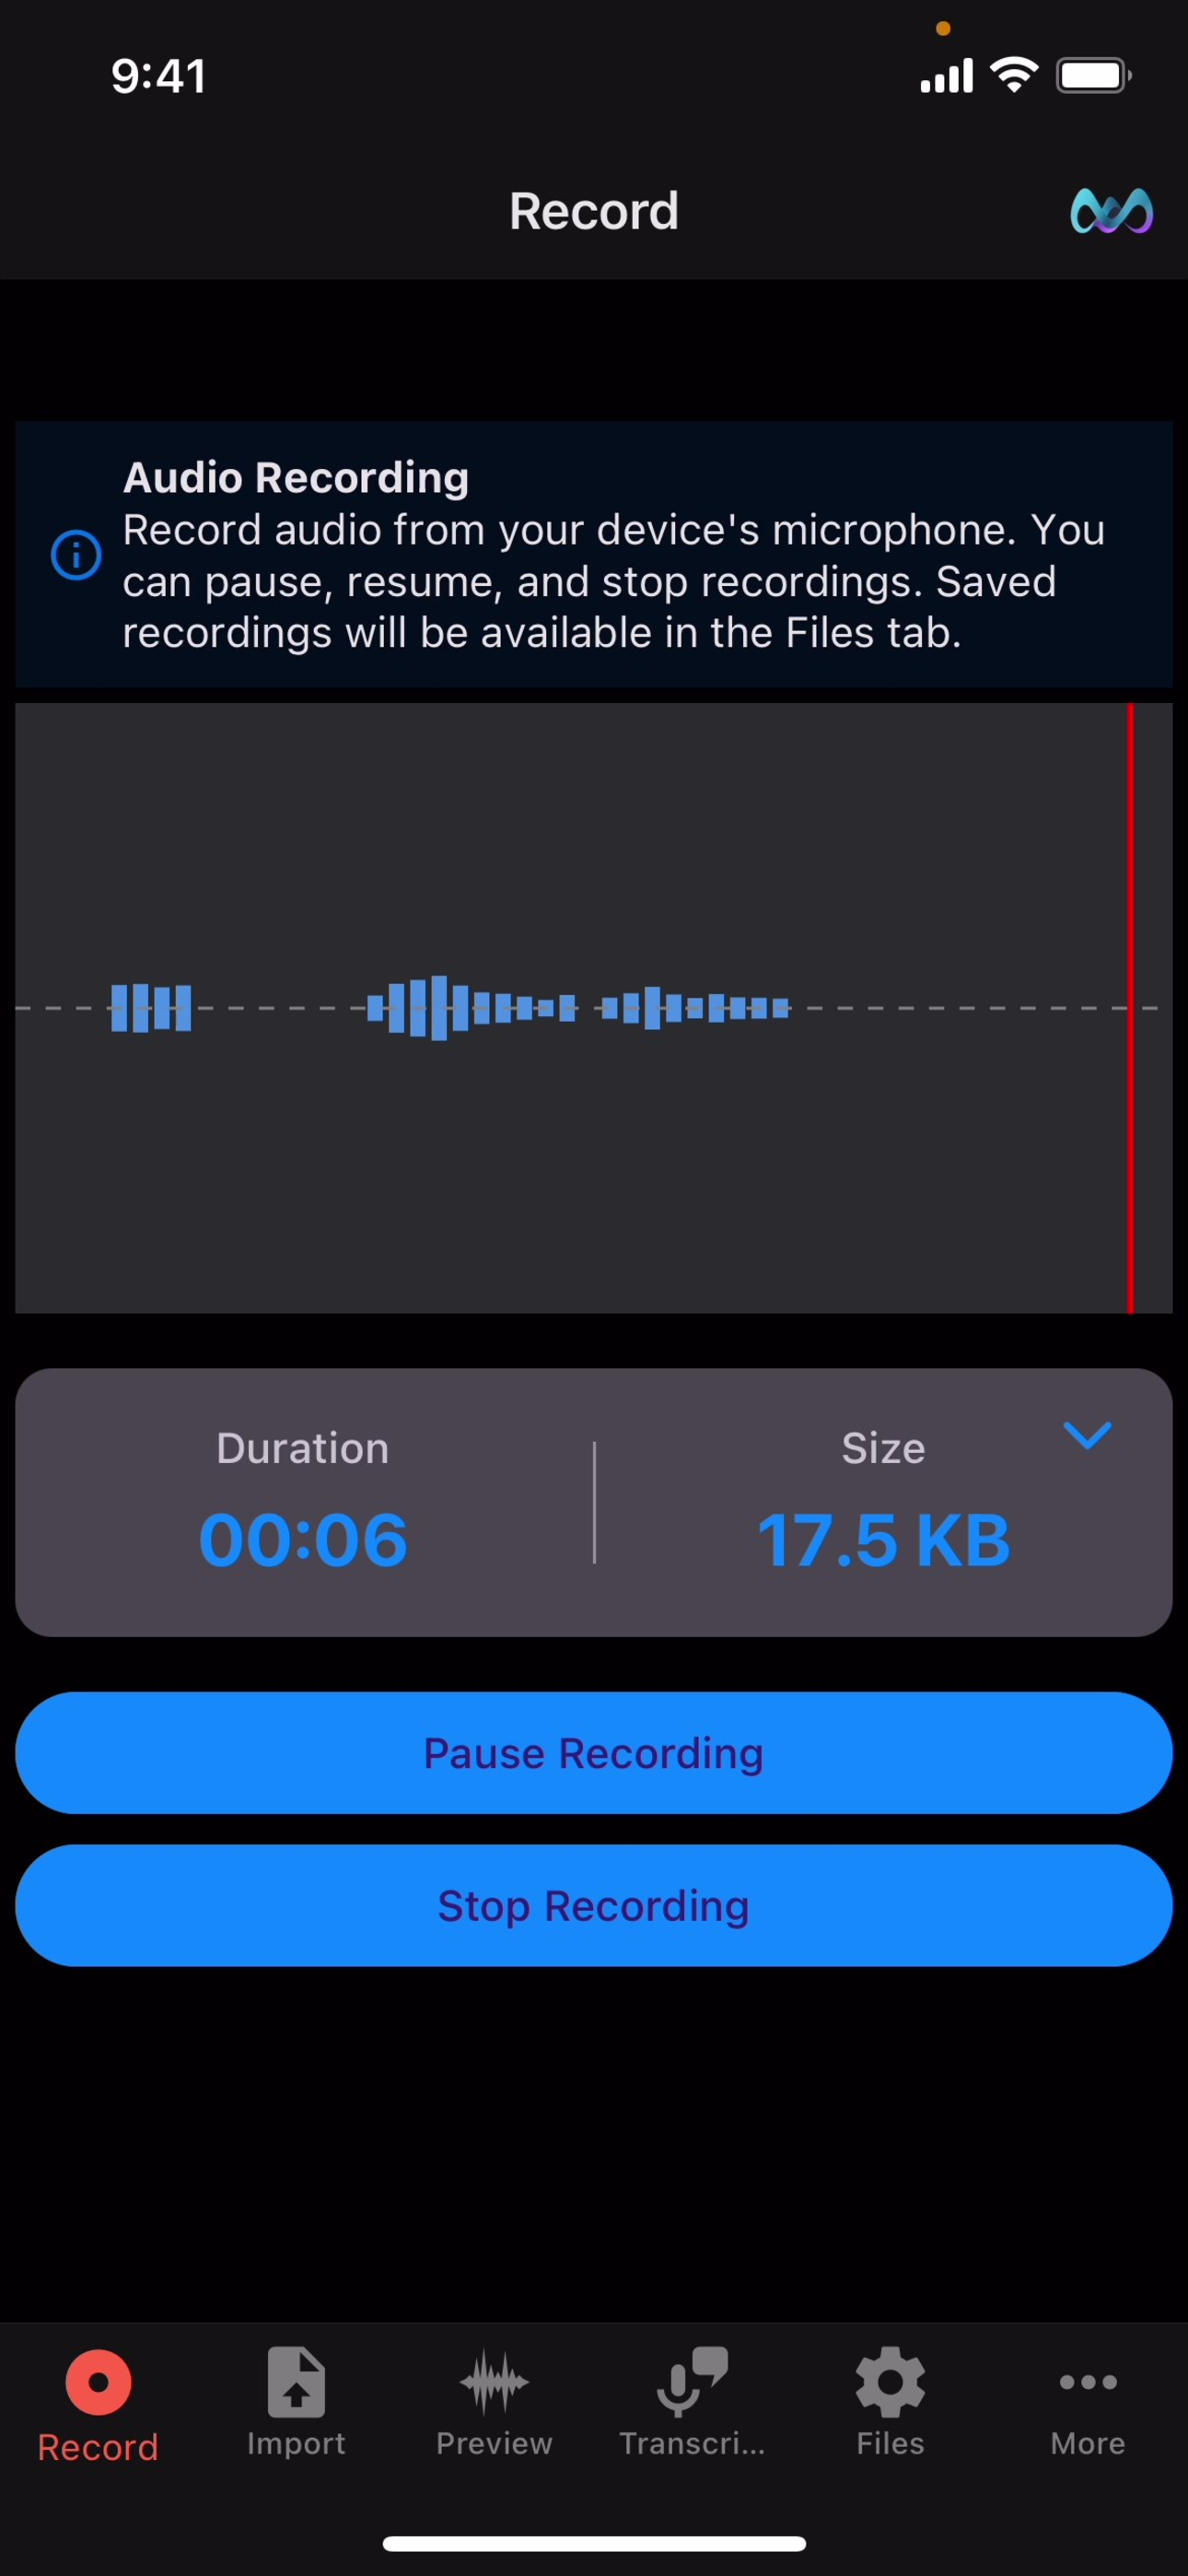 9:41
Record
Audio Recording
Record audio from your device's microphone. You
can pause, resume, and stop recordings. Saved
recordings will be available in the Files tab.
Duration
Size
00:06
17.5 KB
Pause Recording
Stop Recording
Record
Import
Preview
Transcri...
Files
More